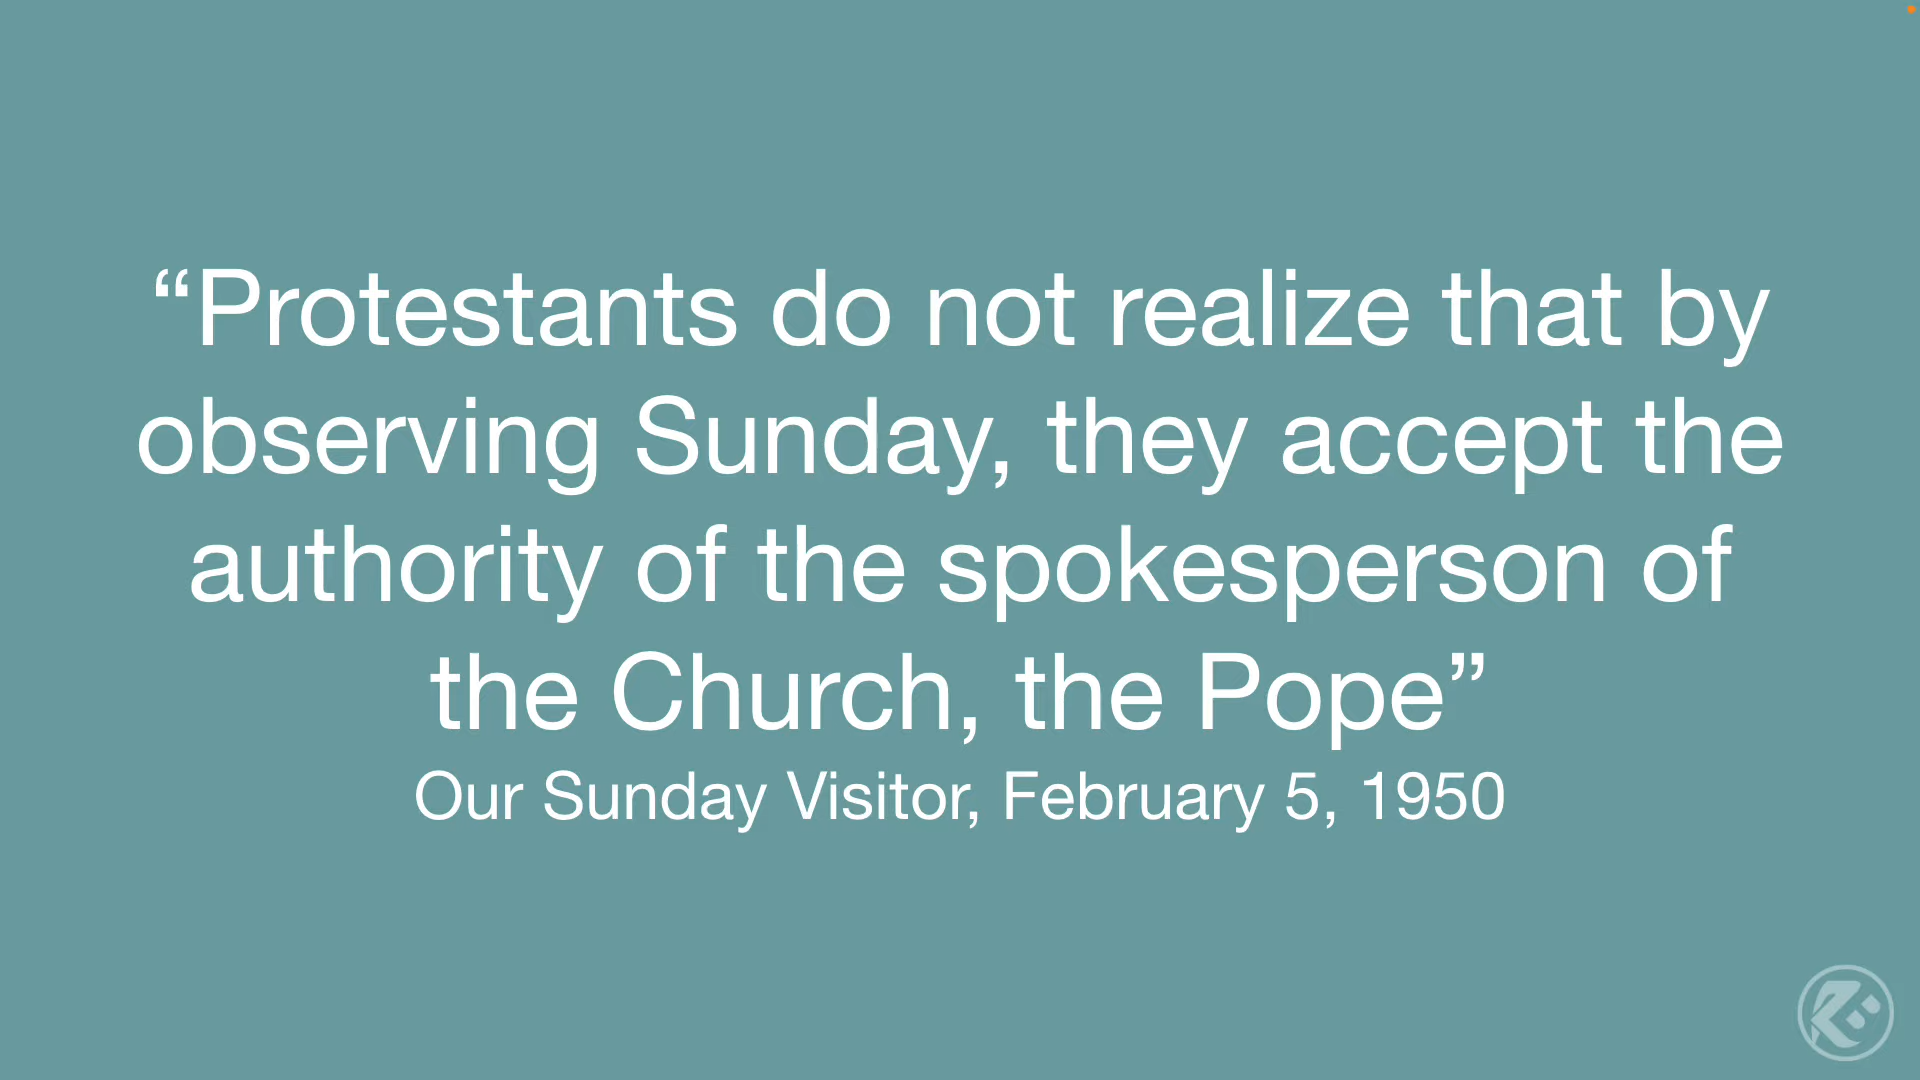 “Protestants do not realize that by
observing Sunday, they accept the
authority of the spokesperson of
the Church, the Pope”
Our Sunday Visitor, February 5, 1950